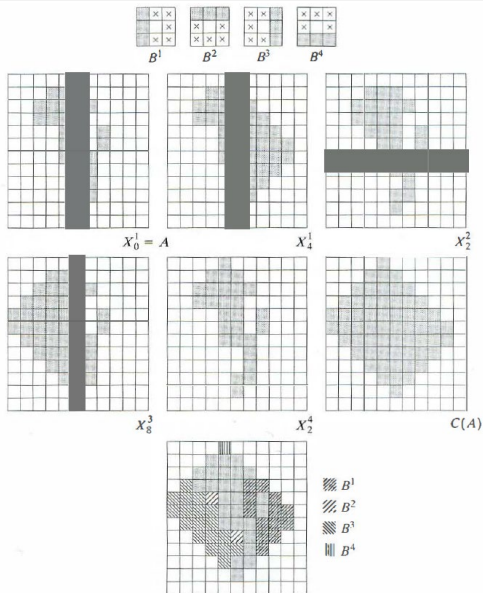 B¹ B² B³ B⁴
X₀¹ = A X₄¹ X₂²
X₈³ X₂⁴ C(A)
B¹
B²
B³
B⁴